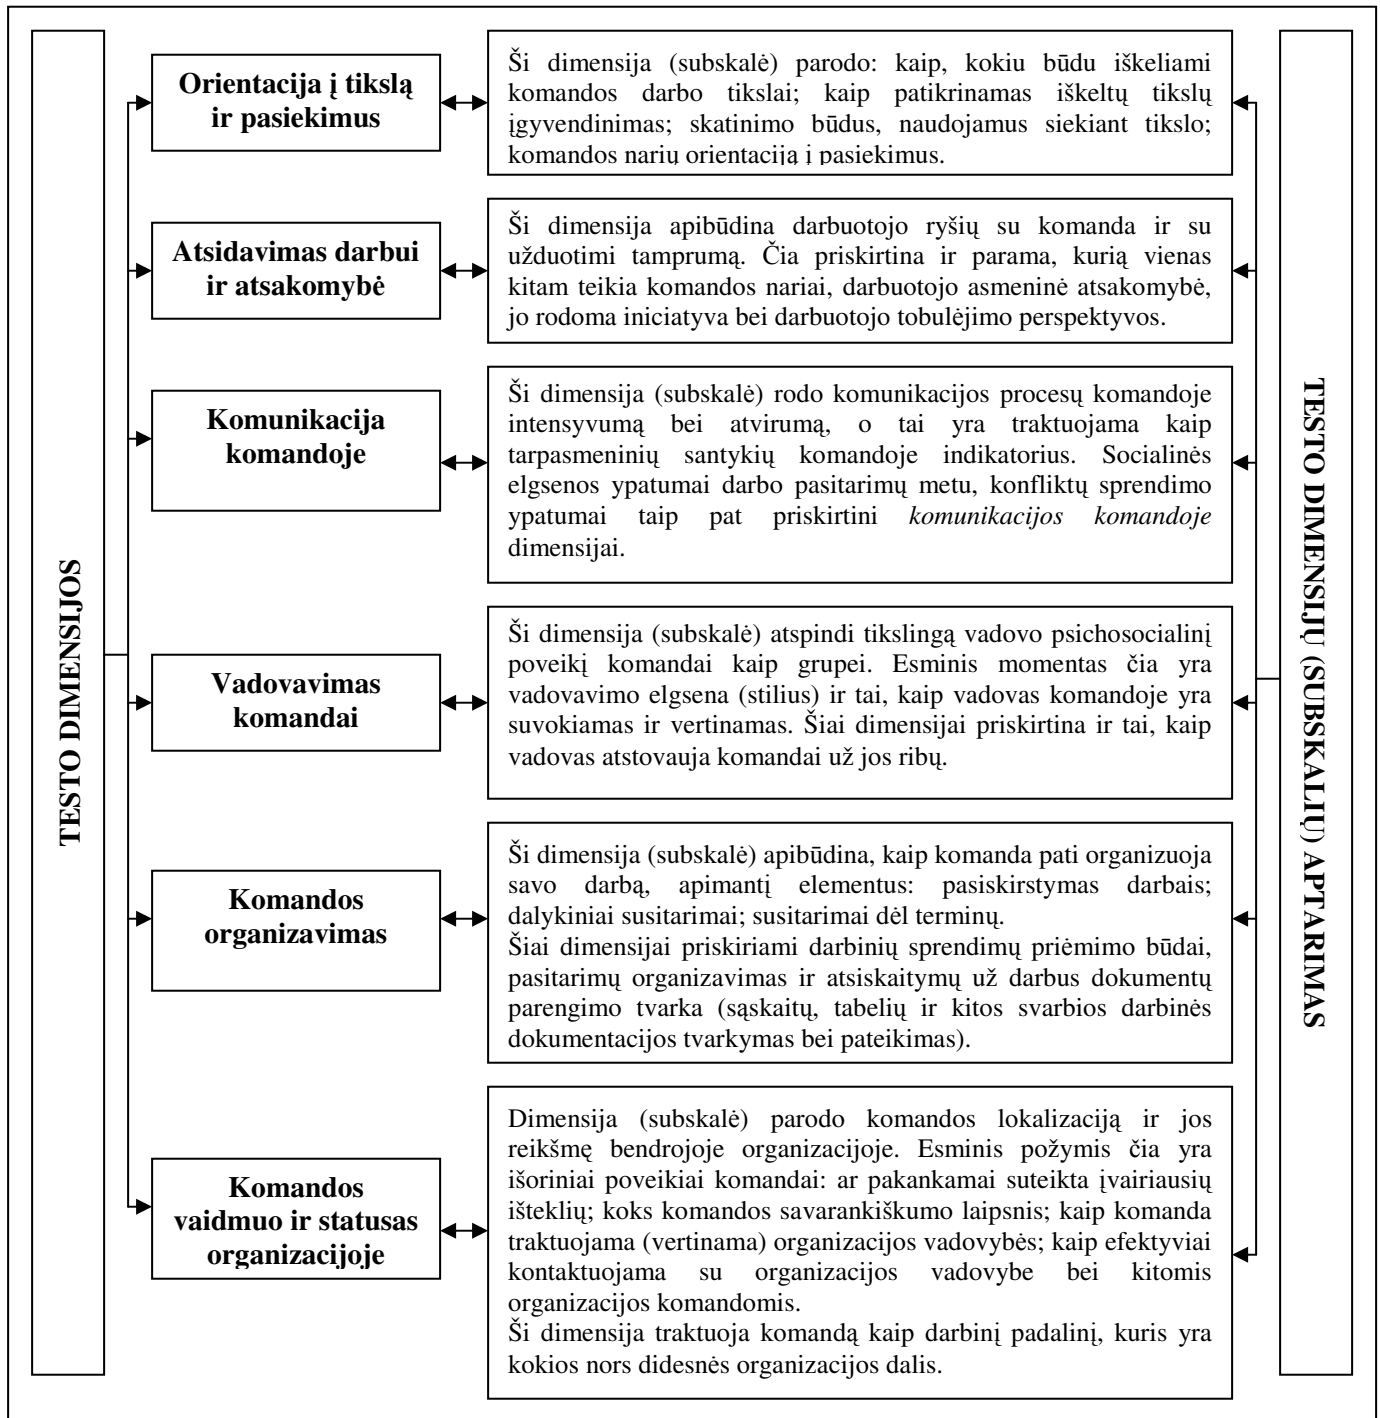 TESTO DIMENSIJOS
Orientacija į tikslą
ir pasiekimus
Ši dimensija (subskalė) parodo: kaip, kokiu būdu iškeliami
komandos darbo tikslai; kaip patikrinamas iškeltų tikslų
įgyvendinimas; skatinimo būdus, naudojamus siekiant tikslo;
komandos narių orientaciją į pasiekimus.
Atsidavimas darbui
ir atsakomybė
Ši dimensija apibūdina darbuotojo ryšių su komanda ir su
užduotimi tamprumą. Čia priskirtina ir parama, kurią vienas
kitam teikia komandos nariai, darbuotojo asmeninė atsakomybė,
jo rodoma iniciatyva bei darbuotojo tobulėjimo perspektyvos.
Komunikacija
komandoje
Ši dimensija (subskalė) rodo komunikacijos procesų komandoje
intensyvumą bei atvirumą, o tai yra traktuojama kaip
tarpasmeninių santykių komandoje indikatorius. Socialinės
elgsenos ypatumai darbo pasitarimų metu, konfliktų sprendimo
ypatumai taip pat priskirtini komunikacijos komandoje
dimensijai.
Vadovavimas
komandai
Ši dimensija (subskalė) atspindi tikslingą vadovo psichosocialinį
poveikį komandai kaip grupei. Esminis momentas čia yra
vadovavimo elgsena (stilius) ir tai, kaip vadovas komandoje yra
suvokiamas ir vertinamas. Šiai dimensijai priskirtina ir tai, kaip
vadovas atstovauja komandai už jos ribų.
Komandos
organizavimas
Ši dimensija (subskalė) apibūdina, kaip komanda pati organizuoja
savo darbą, apimantį elementus: pasiskirstymas darbais;
dalykiniai susitarimai; susitarimai dėl terminų.
Šiai dimensijai priskiriami darbinių sprendimų priėmimo būdai,
pasitarimų organizavimas ir atsiskaitymų už darbus dokumentų
parengimo tvarka (sąskaitų, tabelių ir kitos svarbios darbinės
dokumentacijos tvarkymas bei pateikimas).
Komandos
vaidmuo ir statusas
organizacijoje
Dimensija (subskalė) parodo komandos lokalizaciją ir jos
reikšmę bendrojoje organizacijoje. Esminis požymis čia yra
išoriniai poveikiai komandai: ar pakankamai suteikta įvairiausių
išteklių; koks komandos savarankiškumo laipsnis; kaip komanda
traktuojama (vertinama) organizacijos vadovybės; kaip efektyviai
kontaktuojama su organizacijos vadovybe bei kitomis
organizacijos komandomis.
Ši dimensija traktuoja komandą kaip darbinį padalinį, kuris yra
kokios nors didesnės organizacijos dalis.
TESTO DIMENSIJŲ (SUBSKALIŲ) APTARIMAS